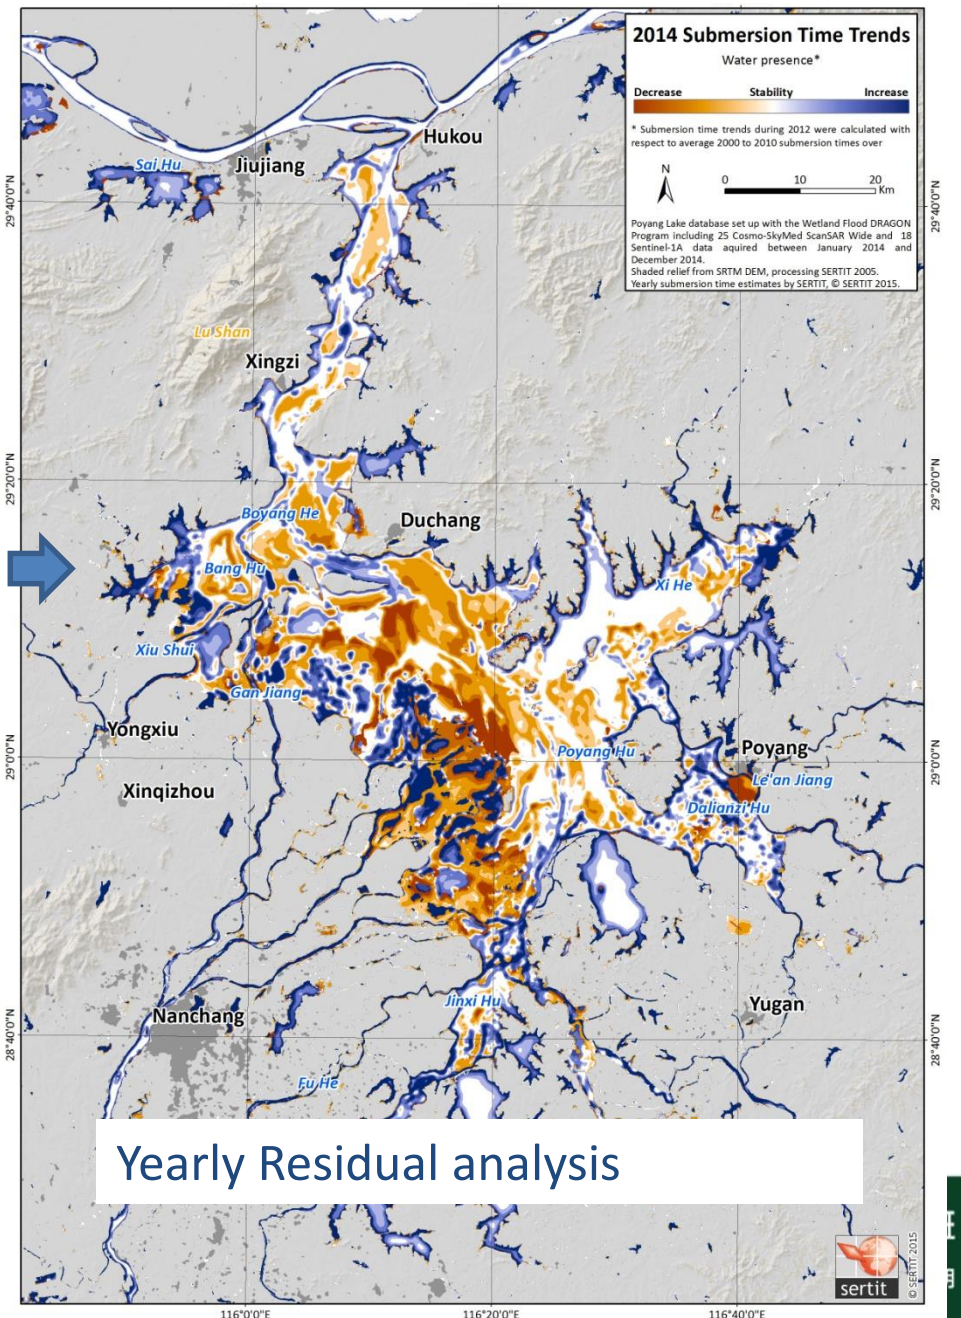 2014 Submersion Time Trends
Water presence*
Decrease Stability Increase
* Submersion time trends during 2012 were calculated with
respect to average 2000 to 2010 submersion times over
N
0 10 20
Km
Poyang Lake database set up with the Wetland Flood DRAGON
Program including 25 Cosmo-SkyMed ScanSAR Wide and 18
Sentinel-1A data aquired between January 2014 and
December 2014.
Shaded relief from SRTM DEM, processing SERTIT 2005.
Yearly submersion time estimates by SERTIT, © SERTIT 2015.
Hukou
Jiujiang
Sai Hu
29°40'0"N
29°40'0"N
Lu Shan
Xingzi
29°20'0"N
29°20'0"N
Boyang He
Duchang
Bang Hu
Xi He
Xiu Shui
Gan Jiang
Yongxiu
Poyang Hu
Poyang
29°0'0"N
29°0'0"N
Le'an Jiang
Xinqizhou
Dalianzi Hu
Jinxi Hu
Yugan
Nanchang
28°40'0"N
28°40'0"N
Fu He
Yearly Residual analysis
sertit
© SERTIT 2015
116°0'0"E 116°20'0"E 116°40'0"E